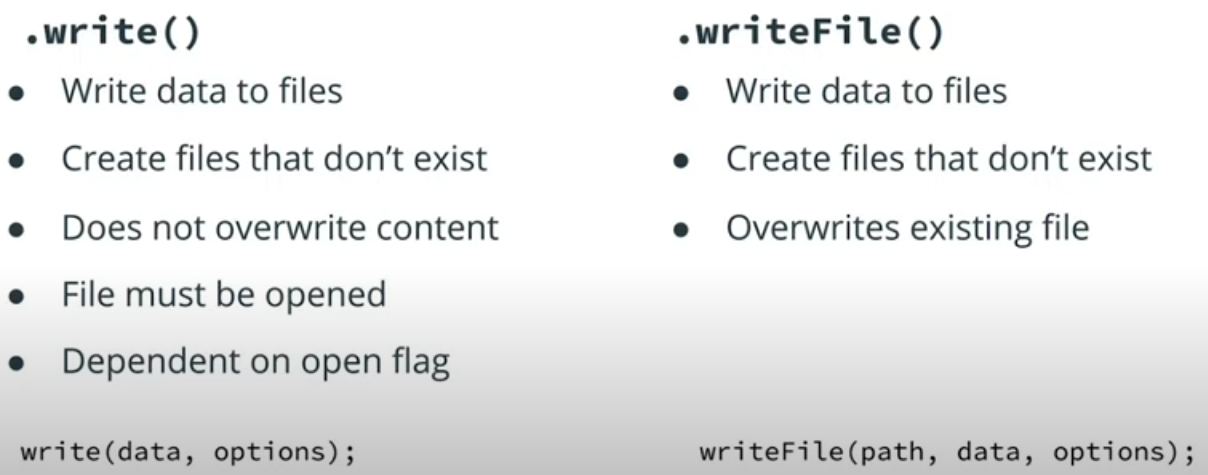 .write()
• Write data to files
• Create files that don't exist
• Does not overwrite content
• File must be opened
• Dependent on open flag
write(data, options);
.writeFile()
• Write data to files
• Create files that don't exist
• Overwrites existing file
writeFile(path, data, options);